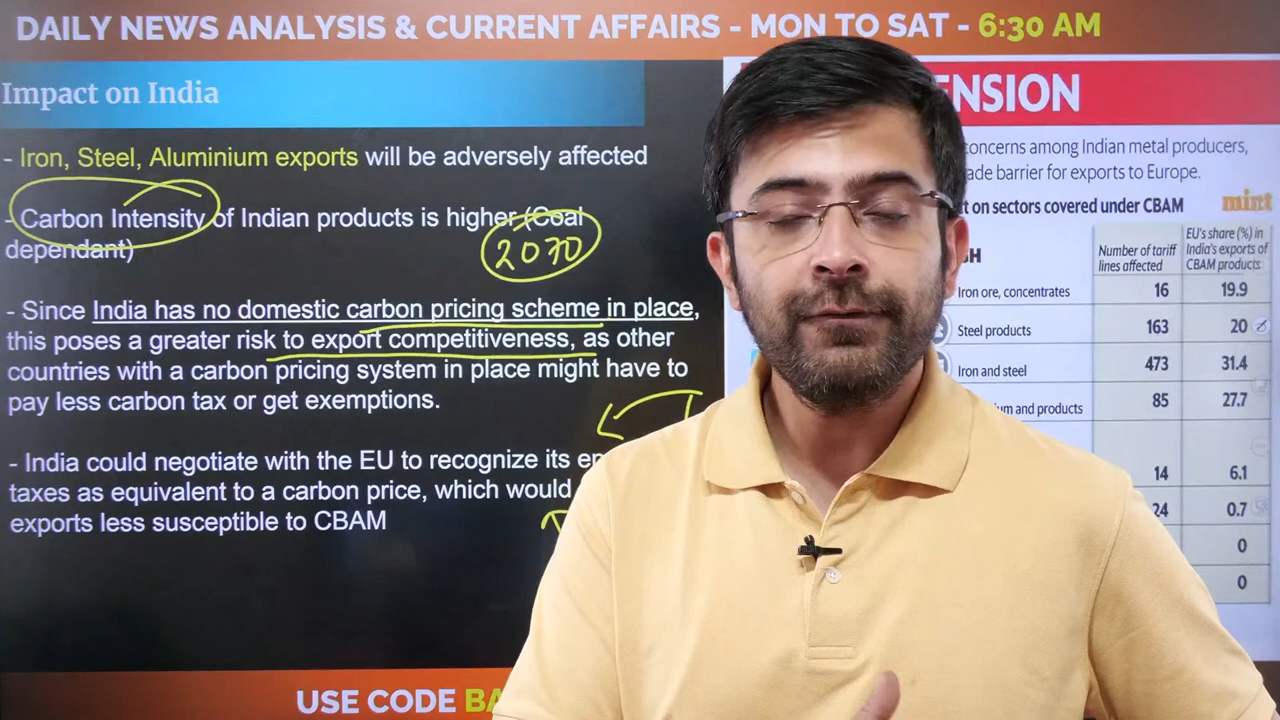 DAILY NEWS ANALYSIS & CURRENT AFFAIRS - MON TO SAT - 6:30 AM
Impact on India
- Iron, Steel, Aluminium exports will be adversely affected
- Carbon Intensity of Indian products is higher (Coal
dependant)
2070
- Since India has no domestic carbon pricing scheme in place,
this poses a greater risk to export competitiveness, as other
countries with a carbon pricing system in place might have to
pay less carbon tax or get exemptions.
- India could negotiate with the EU to recognize its
taxes as equivalent to a carbon price, which would
exports less susceptible to CBAM
USE CODE
NSION
concerns among Indian metal producers,
ade barrier for exports to Europe.
ct on sectors covered under CBAM
mint
SH
Number of tariff
lines affected
EU's share (%) in
India's exports of
CBAM products
Iron ore, concentrates 16 19.9
Steel products 163 20
Iron and steel 473 31.4
um and products 85 27.7
14 6.1
24 0.7
0
0